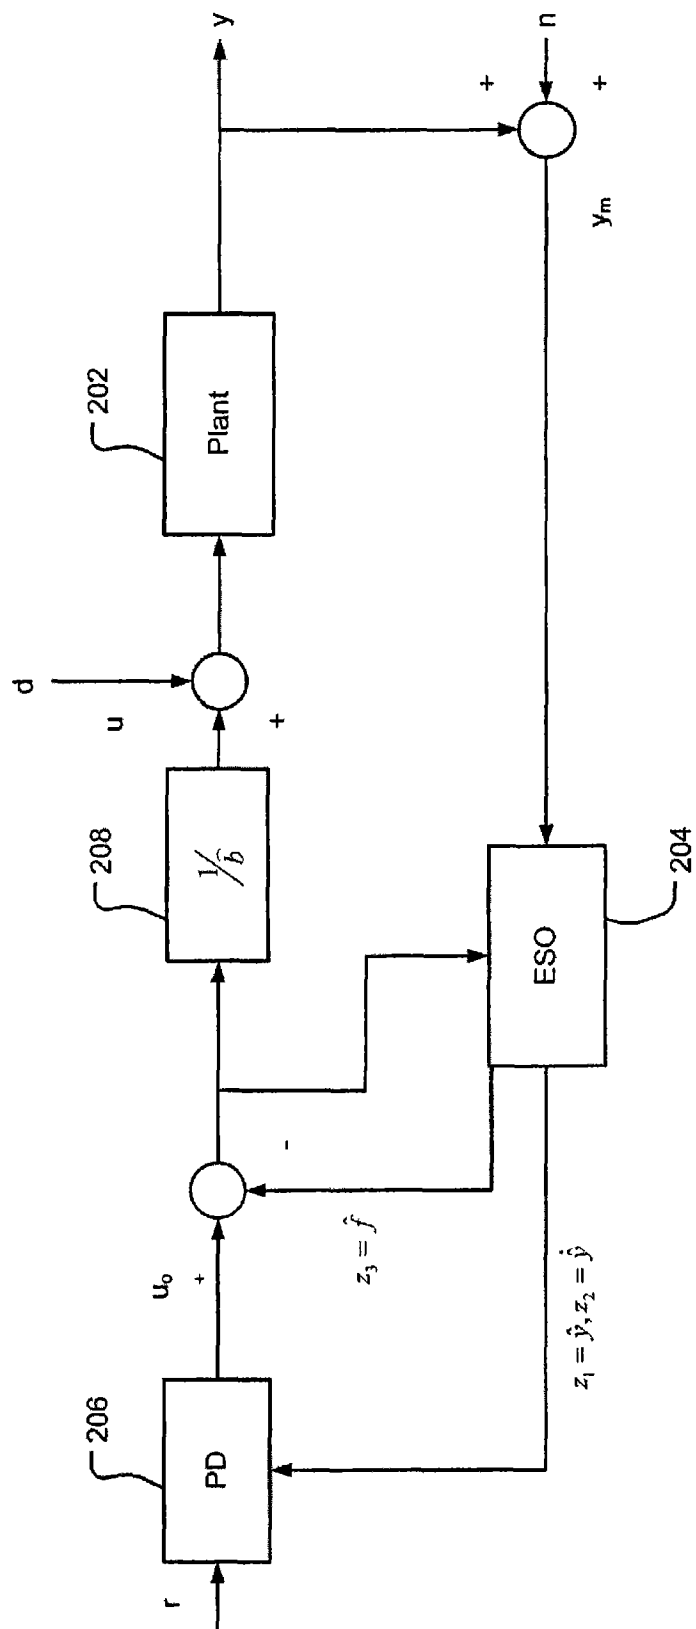 r
PD
206
u₀
+
-
z₃ = f̂
z₁ = ŷ, z₂ = ŷ̇
1/b̂
208
u
+
d
Plant
202
y
ESO
204
yₘ
+
n
+